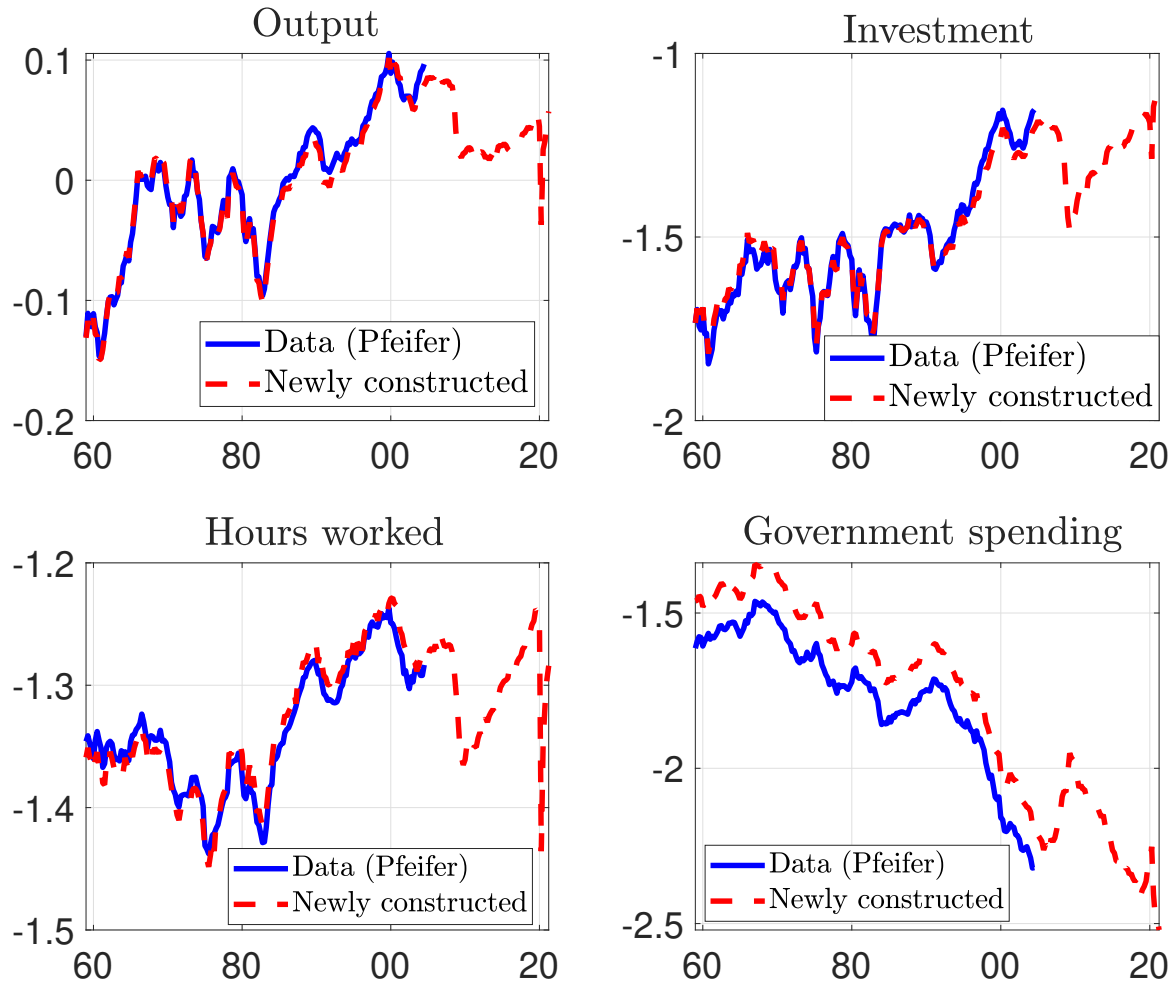 Output
0.1
0
-0.1
-0.2
Data (Pfeifer)
Newly constructed
60 80 00 20
Investment
-1
-1.5
-2
Data (Pfeifer)
Newly constructed
60 80 00 20
Hours worked
-1.2
-1.3
-1.4
-1.5
Data (Pfeifer)
Newly constructed
60 80 00 20
Government spending
-1.5
-2
-2.5
Data (Pfeifer)
Newly constructed
60 80 00 20